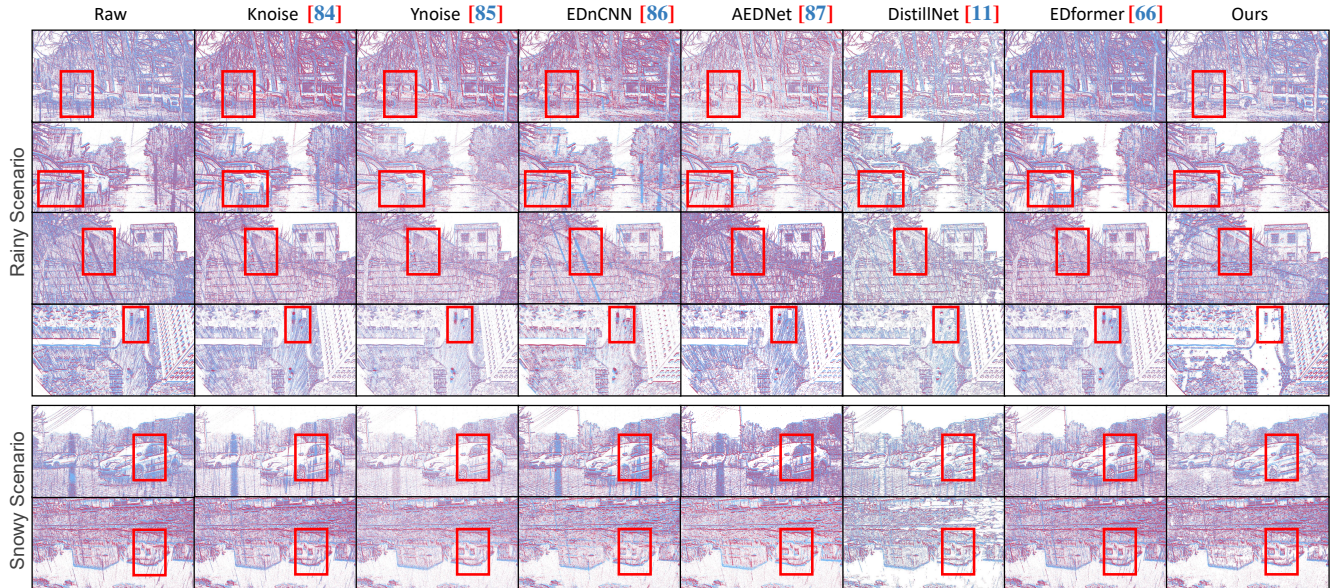 Raw Knoise [84] Ynoise [85] EDnCNN [86] AEDNet [87] DistillNet [11] EDformer [66] Ours
Rainy Scenario
Snowy Scenario